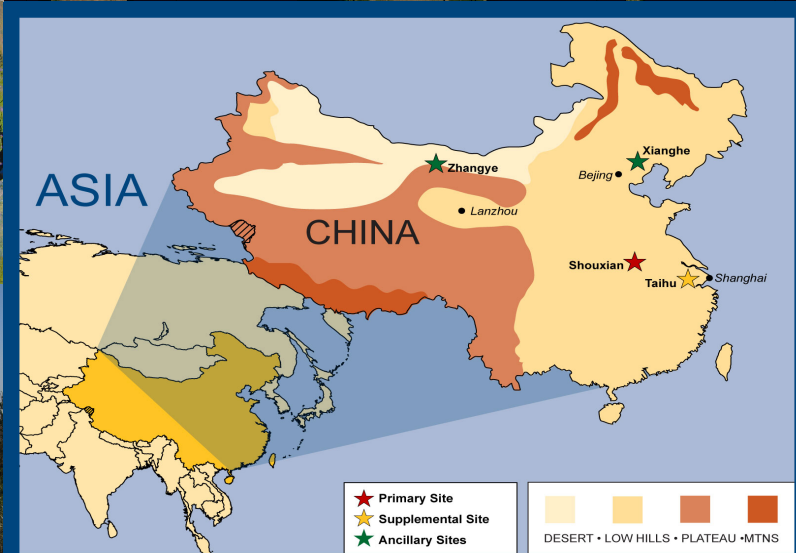 Xianghe
Bejing
Zhangye
ASIA
Lanzhou
CHINA
Shouxian
Taihu
Shanghai
Primary Site
Supplemental Site
Ancillary Sites
DESERT • LOW HILLS • PLATEAU •MTNS